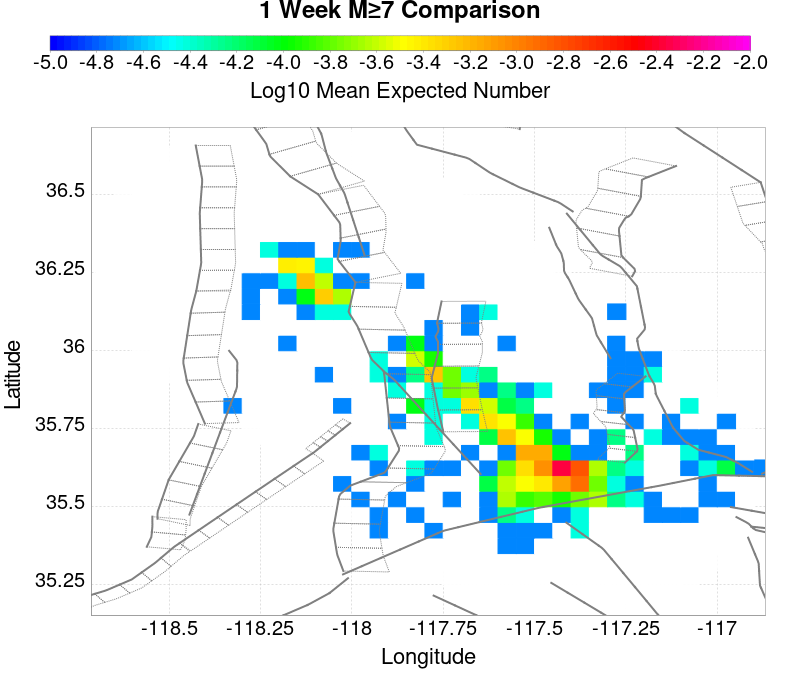 1 Week M≥7 Comparison
-5.0 -4.8 -4.6 -4.4 -4.2 -4.0 -3.8 -3.6 -3.4 -3.2 -3.0 -2.8 -2.6 -2.4 -2.2 -2.0
Log10 Mean Expected Number
36.5
36.25
36
35.75
35.5
35.25
Latitude
-118.5 -118.25 -118 -117.75 -117.5 -117.25 -117
Longitude